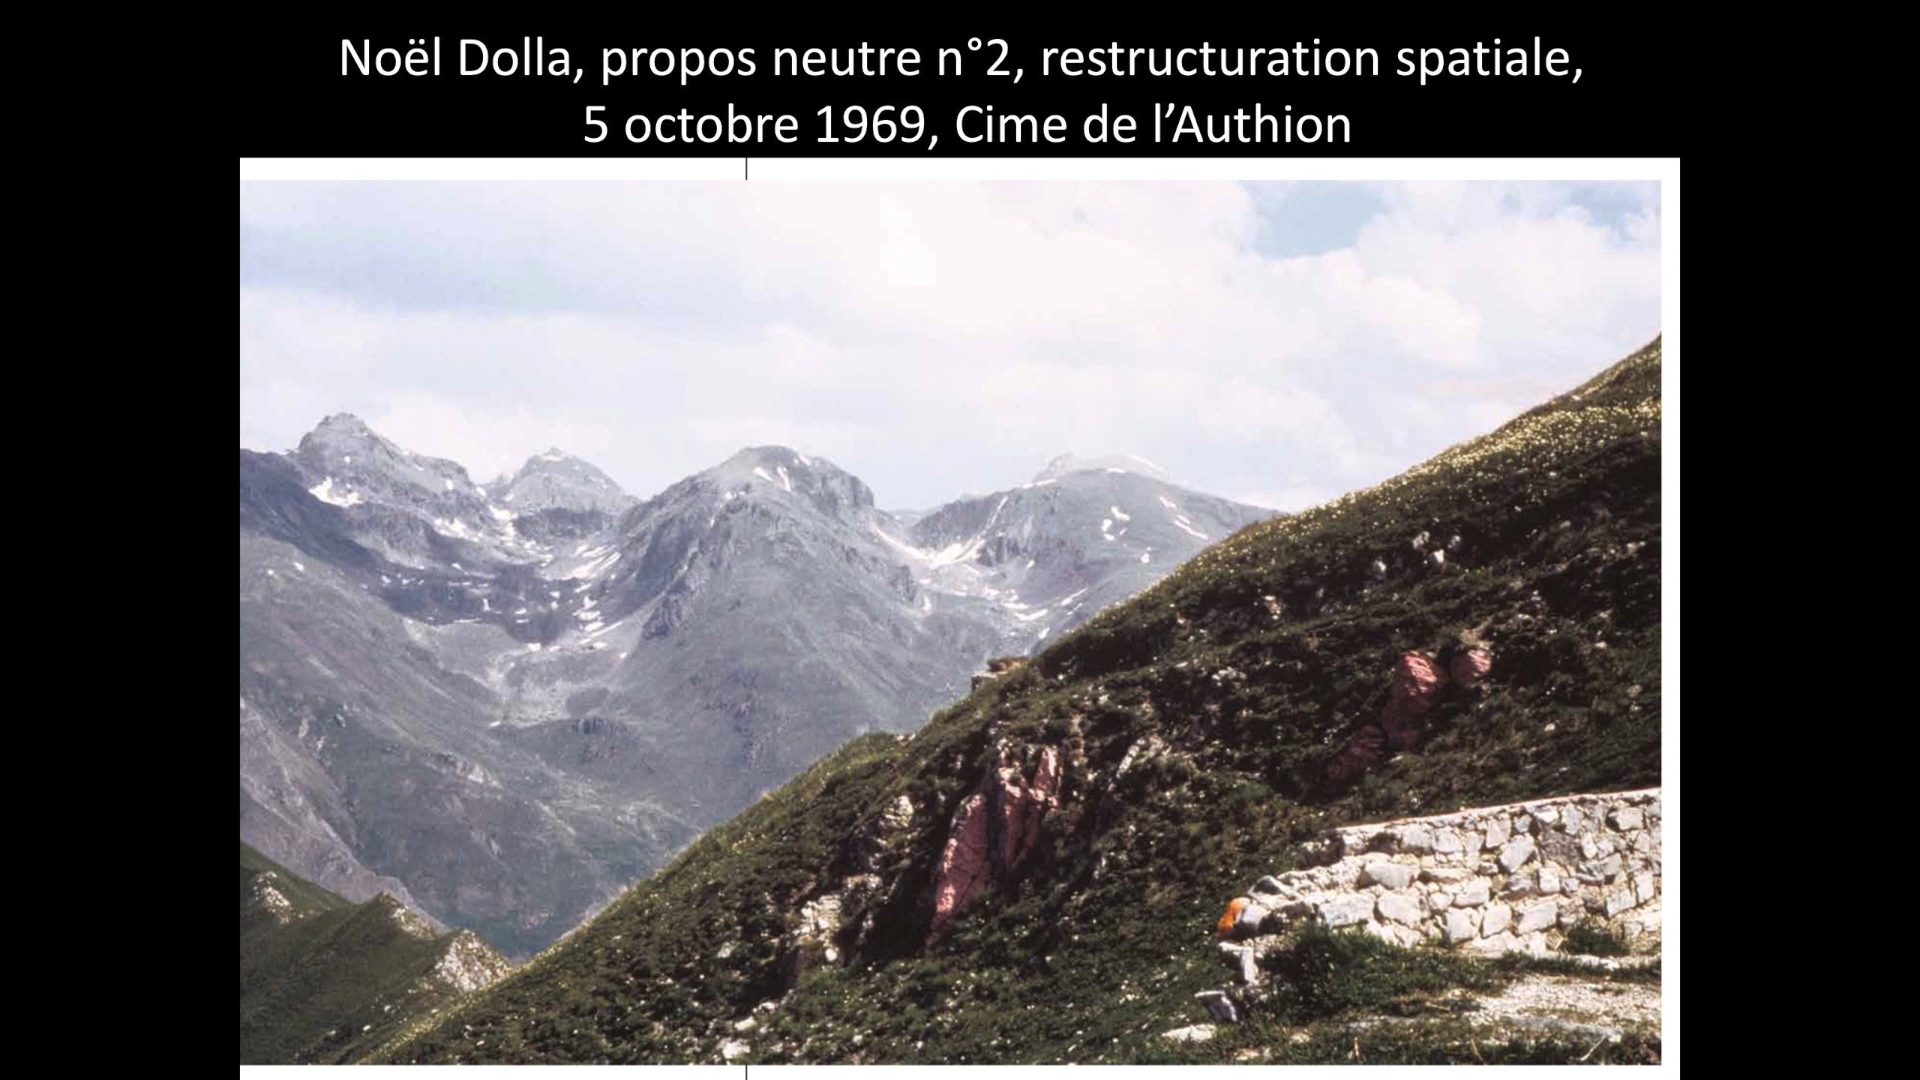 Noël Dolla, propos neutre n°2, restructuration spatiale,
5 octobre 1969, Cime de l’Authion